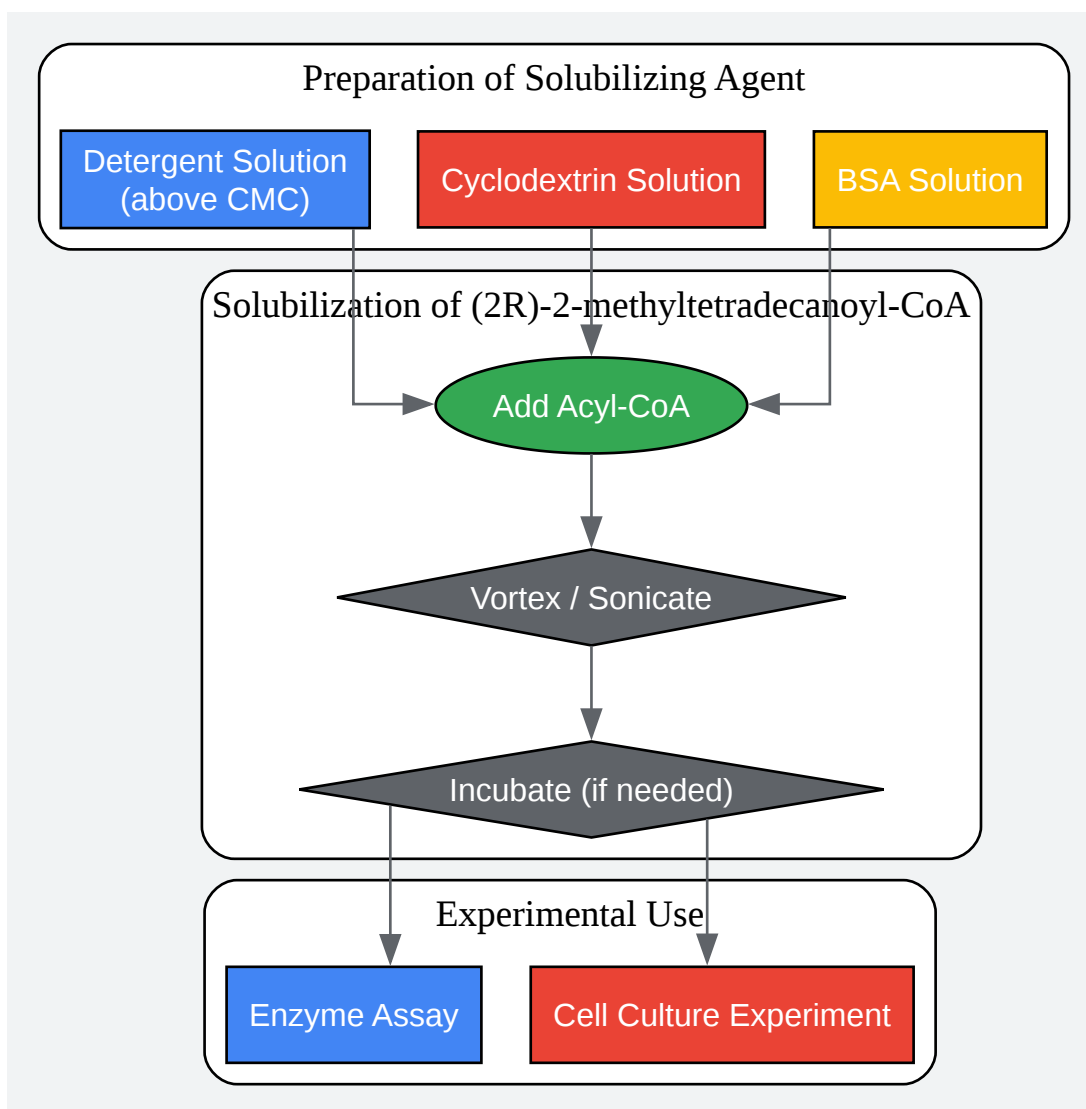 Preparation of Solubilizing Agent
Detergent Solution
(above CMC)
Cyclodextrin Solution
BSA Solution
Solubilization of (2R)-2-methyltetradecanoyl-CoA
Add Acyl-CoA
Vortex / Sonicate
Incubate (if needed)
Experimental Use
Enzyme Assay
Cell Culture Experiment